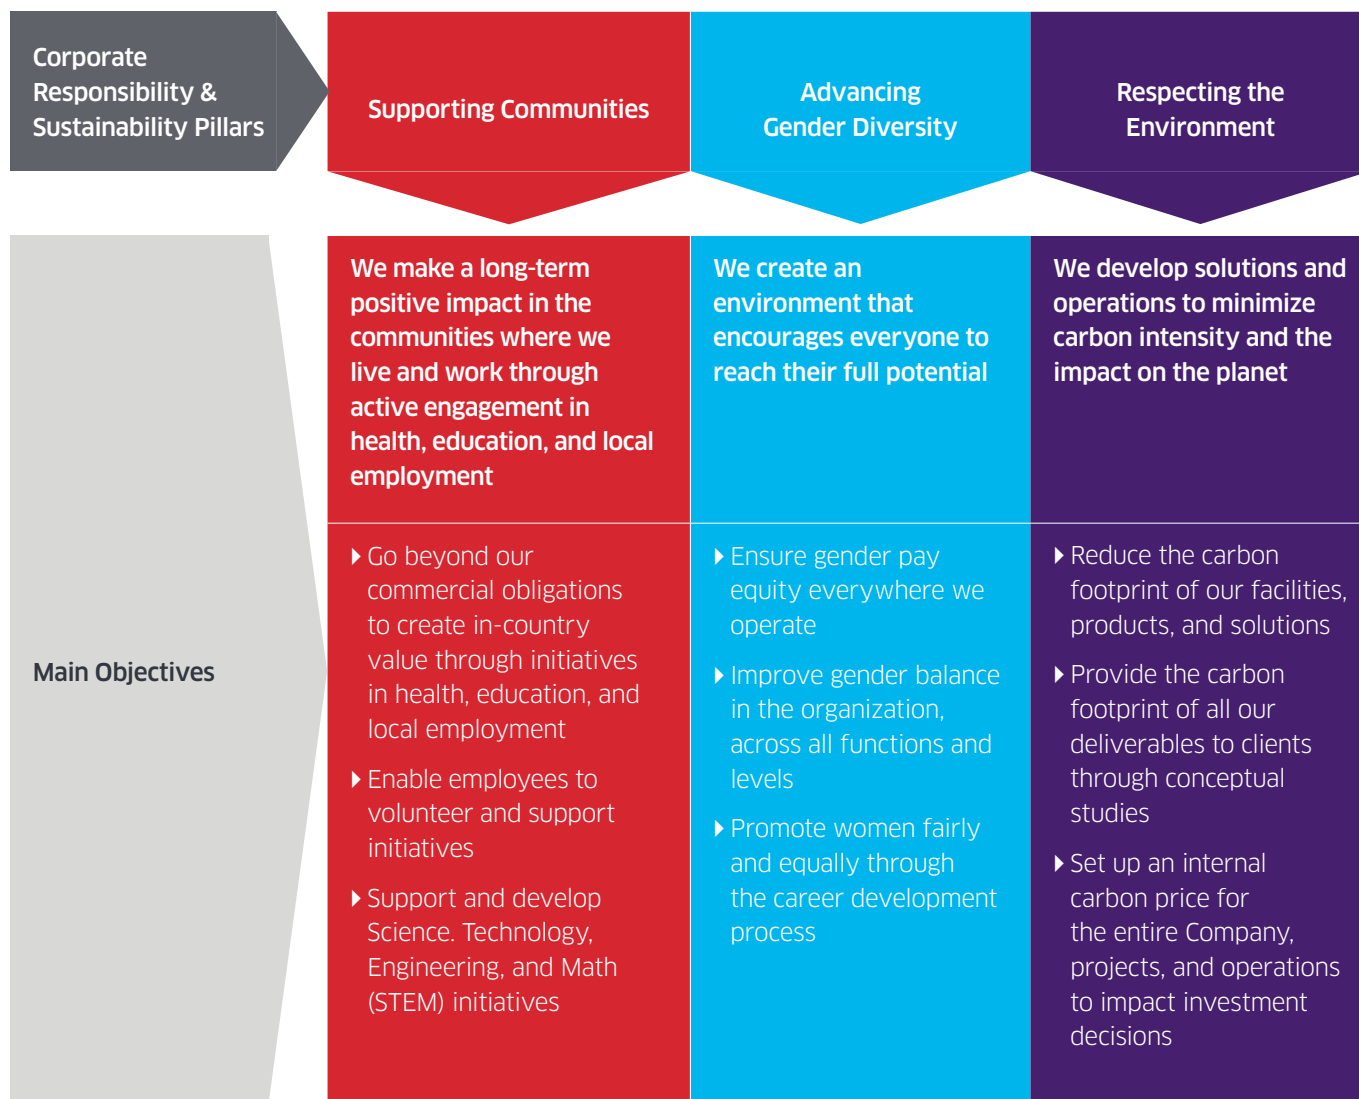 Corporate
Responsibility &
Sustainability Pillars
Supporting Communities
Advancing
Gender Diversity
Respecting the
Environment
Main Objectives
We make a long-term
positive impact in the
communities where we
live and work through
active engagement in
health, education, and local
employment
Go beyond our
commercial obligations
to create in-country
value through initiatives
in health, education, and
local employment
Enable employees to
volunteer and support
initiatives
Support and develop
Science. Technology,
Engineering, and Math
(STEM) initiatives
We create an
environment that
encourages everyone to
reach their full potential
Ensure gender pay
equity everywhere we
operate
Improve gender balance
in the organization,
across all functions and
levels
Promote women fairly
and equally through
the career development
process
We develop solutions and
operations to minimize
carbon intensity and the
impact on the planet
Reduce the carbon
footprint of our facilities,
products, and solutions
Provide the carbon
footprint of all our
deliverables to clients
through conceptual
studies
Set up an internal
carbon price for
the entire Company,
projects, and operations
to impact investment
decisions